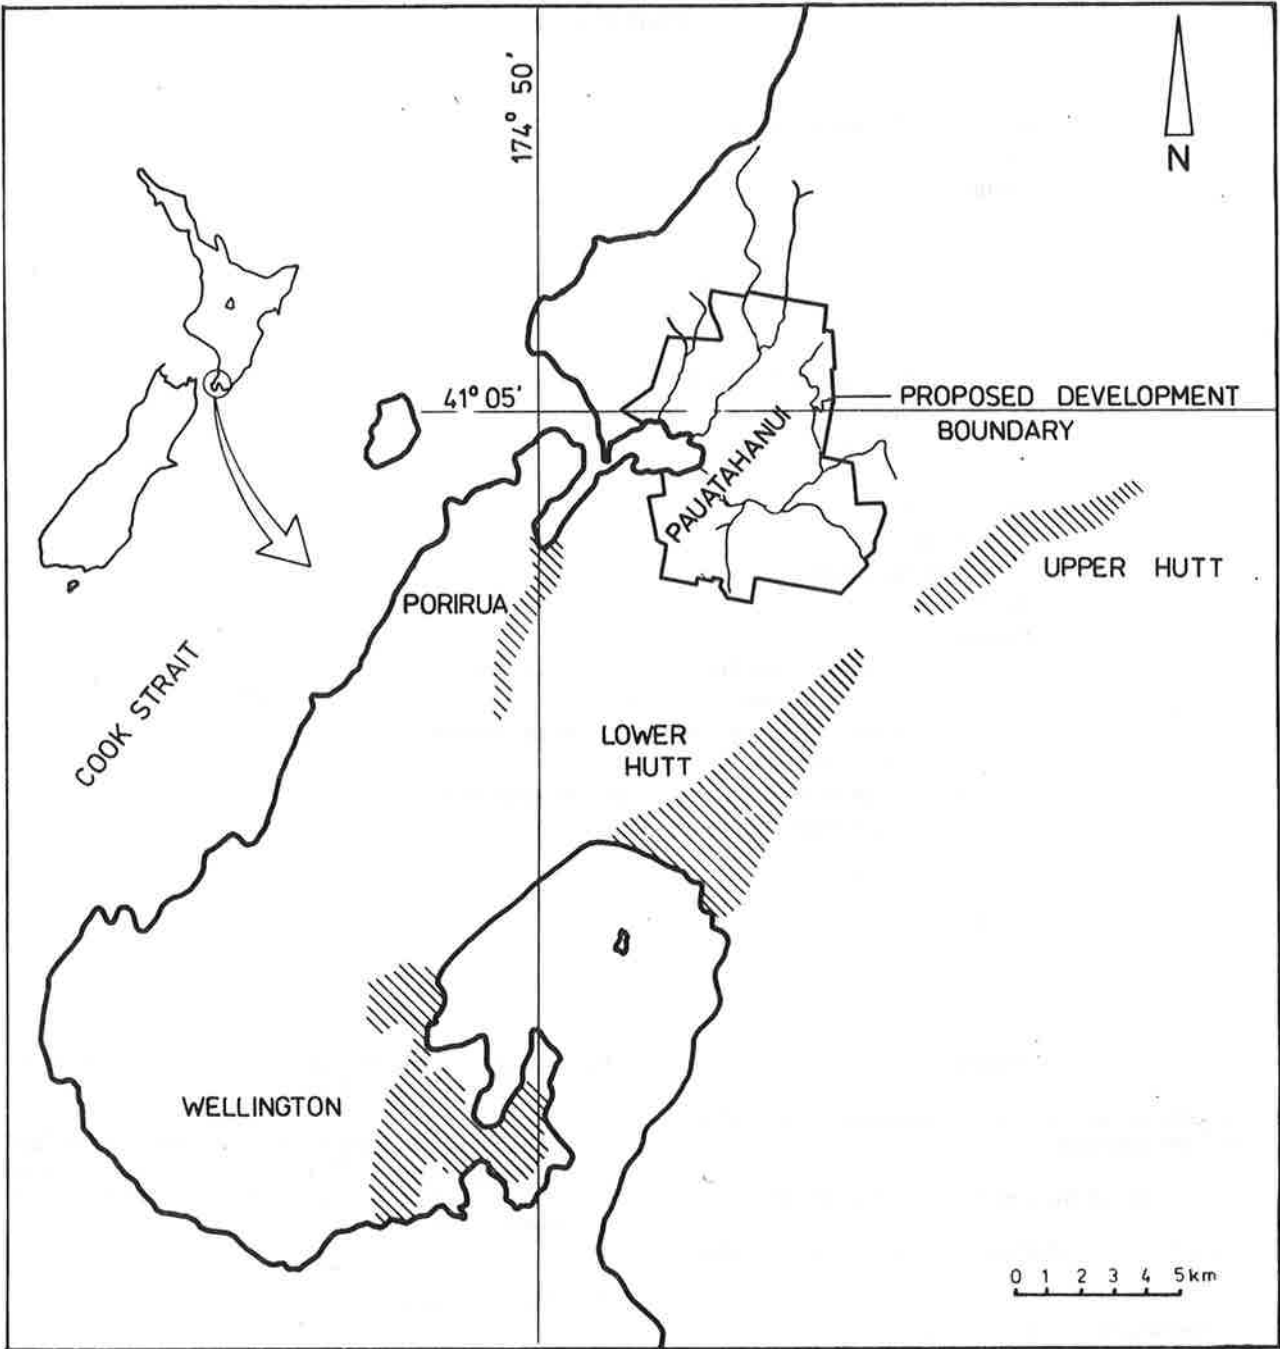 174° 50'
N
41° 05'
PROPOSED DEVELOPMENT
BOUNDARY
PAUATAHANUI
UPPER HUTT
PORIRUA
COOK STRAIT
LOWER
HUTT
WELLINGTON
0 1 2 3 4 5km